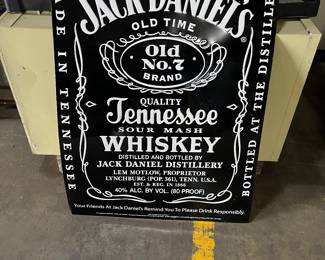 JACK DANIEL'S
OLD TIME
Old
No. 7
BRAND
QUALITY
Tennessee
SOUR MASH
WHISKEY
DISTILLED AND BOTTLED BY
JACK DANIEL DISTILLERY
LEM MOTLOW, PROPRIETOR
LYNCHBURG (POP. 361), TENN. U.S.A.
EST. & REG. IN 1866
40% ALC. BY VOL. (80 PROOF)
DE IN TENNESSEE
BOTTLED AT THE DISTILLE
Your Friends At Jack Daniel's Remind You To Please Drink Responsibly.